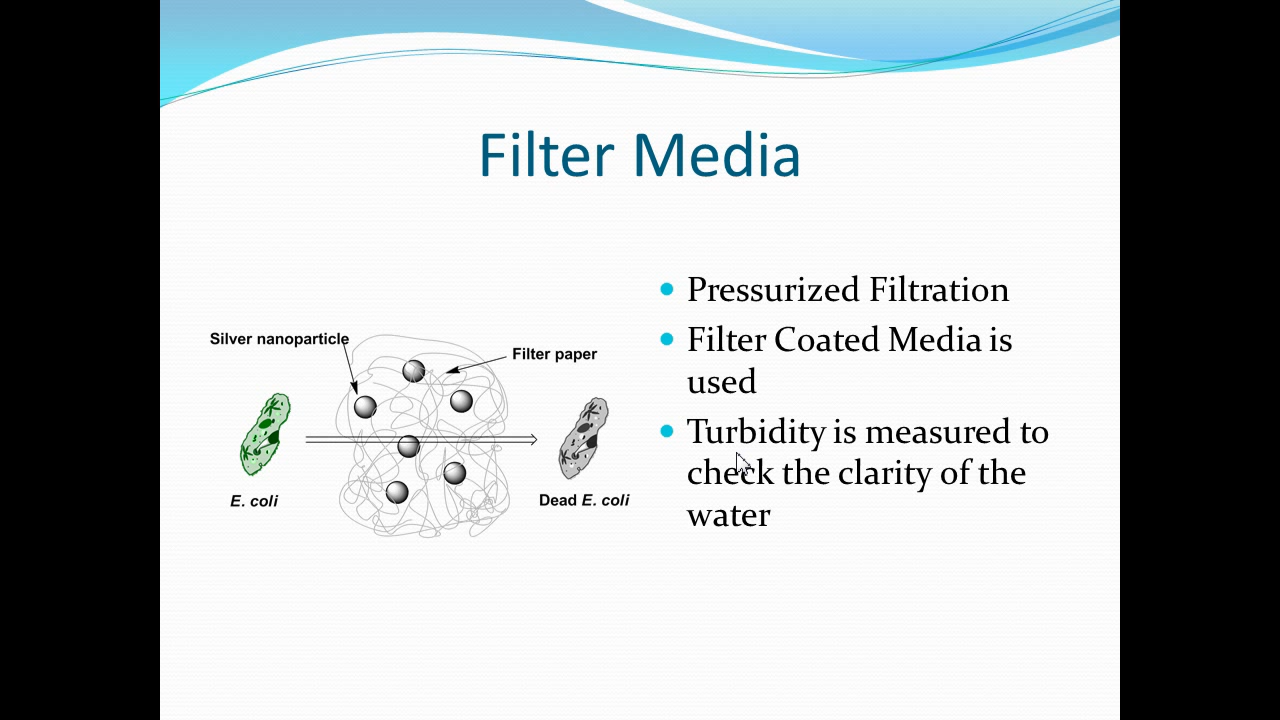 Filter Media
Silver nanoparticle
Filter paper
E. coli
Dead E. coli
Pressurized Filtration
Filter Coated Media is
used
Turbidity is measured to
check the clarity of the
water